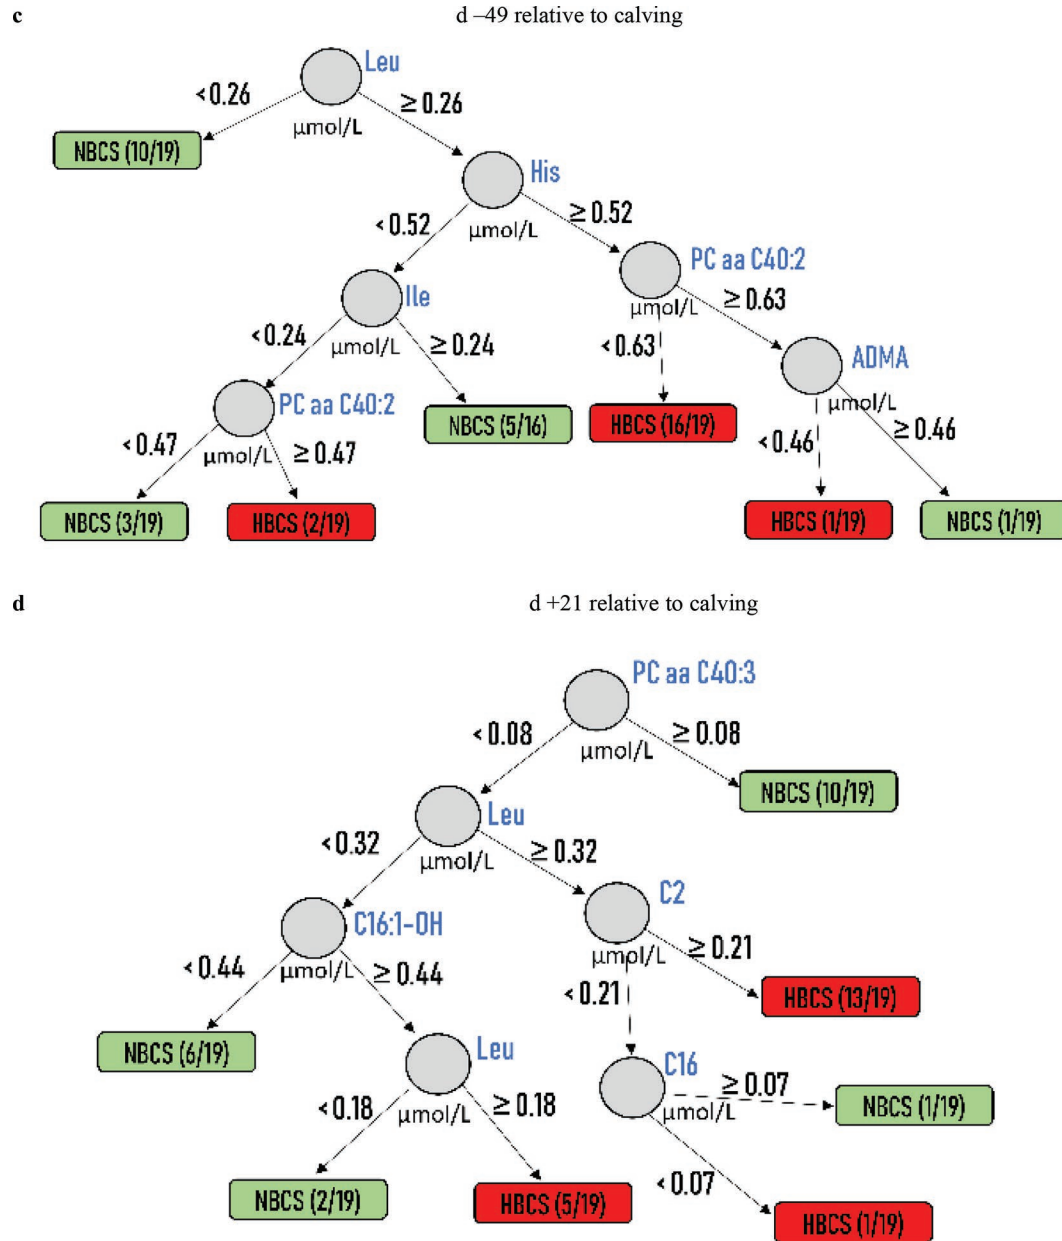 c
d –49 relative to calving
Leu
< 0.26
≥ 0.26
µmol/L
NBCS (10/19)
His
< 0.52
≥ 0.52
µmol/L
PC aa C40:2
Ile
µmol/L
≥ 0.63
< 0.24
≥ 0.24
< 0.63
µmol/L
ADMA
PC aa C40:2
µmol/L
NBCS (5/16)
HBCS (16/19)
< 0.47
≥ 0.47
µmol/L
< 0.46
≥ 0.46
NBCS (3/19)
HBCS (2/19)
HBCS (1/19)
NBCS (1/19)
d
d +21 relative to calving
PC aa C40:3
< 0.08
≥ 0.08
µmol/L
NBCS (10/19)
Leu
< 0.32
≥ 0.32
µmol/L
C2
C16:1-OH
< 0.44
≥ 0.44
µmol/L
µmol/L
≥ 0.21
< 0.21
HBCS (13/19)
NBCS (6/19)
Leu
C16
≥ 0.07
< 0.18
≥ 0.18
µmol/L
µmol/L
NBCS (1/19)
< 0.07
NBCS (2/19)
HBCS (5/19)
HBCS (1/19)